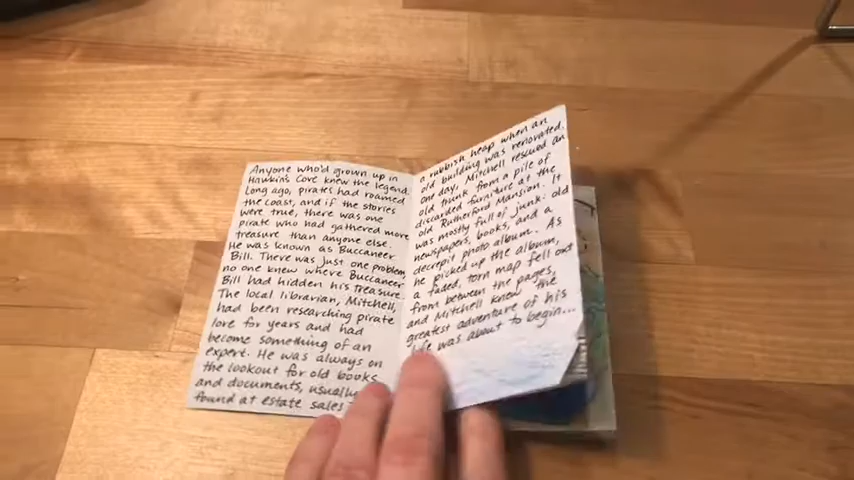 Anyone who'd grown up in
Hawkins Cove knew the legend.
Long ago, pirates had roamed
the coast, and if the stories
were true, there was one
pirate who had gathered more
treasure than anyone else.
He was known as Buccaneer
Bill. There was just one problem,
no one knew where Buccaneer
Bill had hidden his treasure.
The local librarian, Mitchell,
had been researching pirate
lore for years and had
become something of an
expert. He was always on
the lookout for old books
and documents, usually
found at estate sales
a rubbish heap when an
old building was renovated.
One day, Mitchell rescued an
old trunk from a pile of
discarded furniture at the
old Rutherford Mansion. It
was mostly full of junk: old
newspapers, books, and a
decrepit photo album. As
he picked up the album,
a faded, torn map fell out
from between the pages,
and Mitchell knew the
greatest adventure of his
life was about to begin...